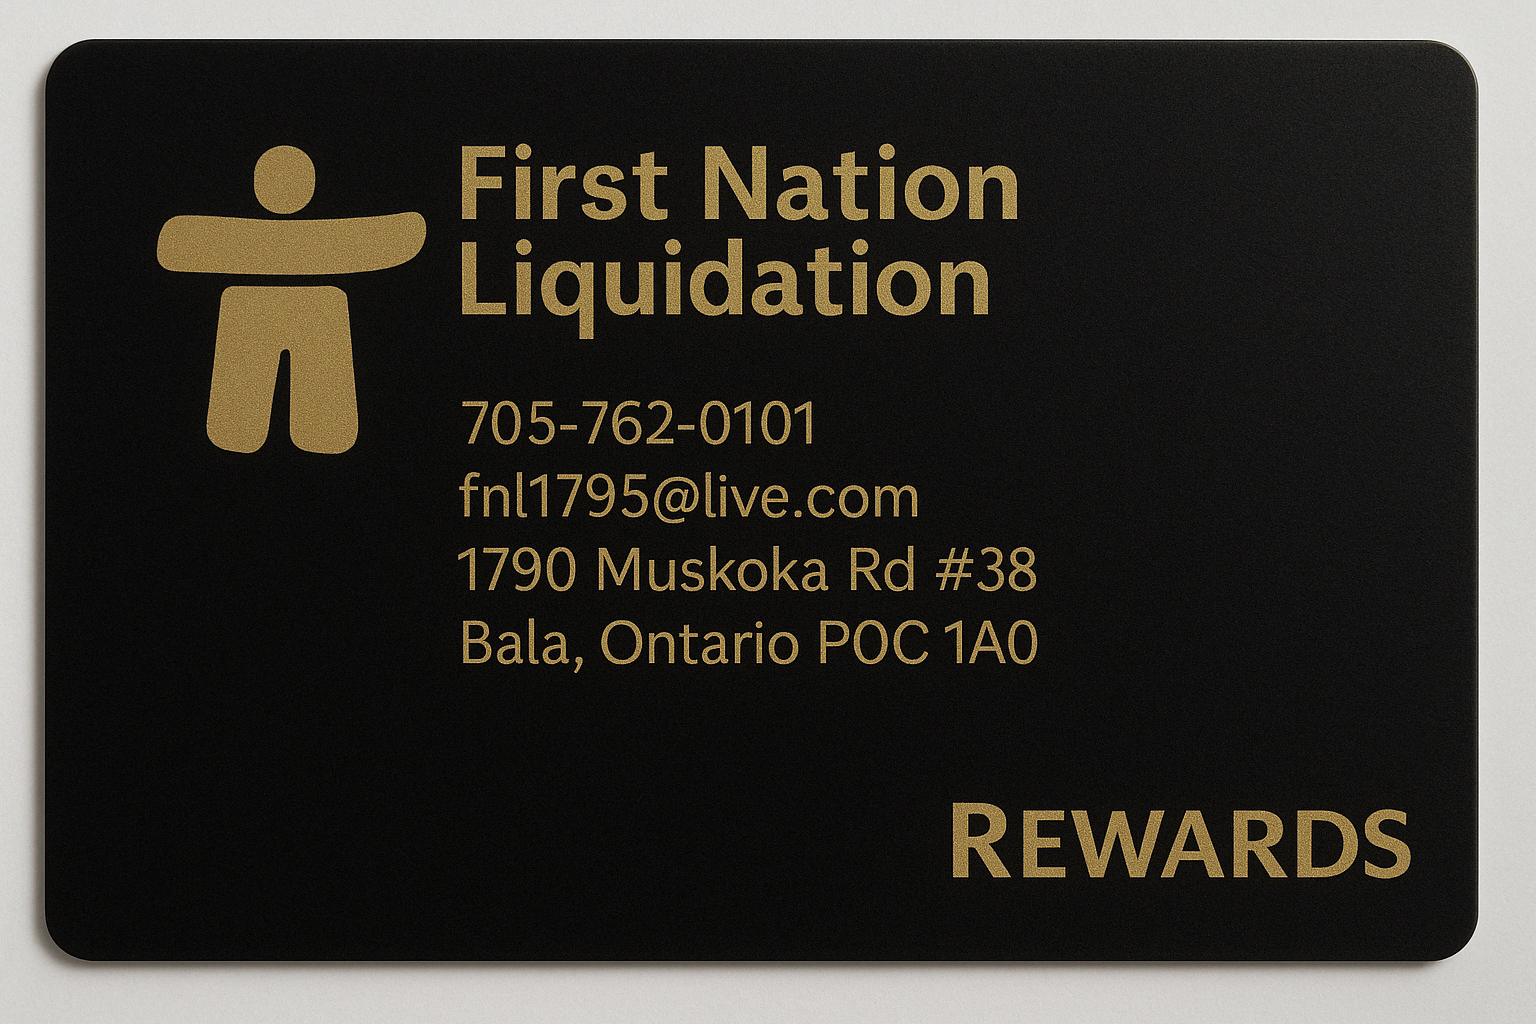 First Nation
Liquidation
705-762-0101
fnl1795@live.com
1790 Muskoka Rd #38
Bala, Ontario P0C 1A0
REWARDS